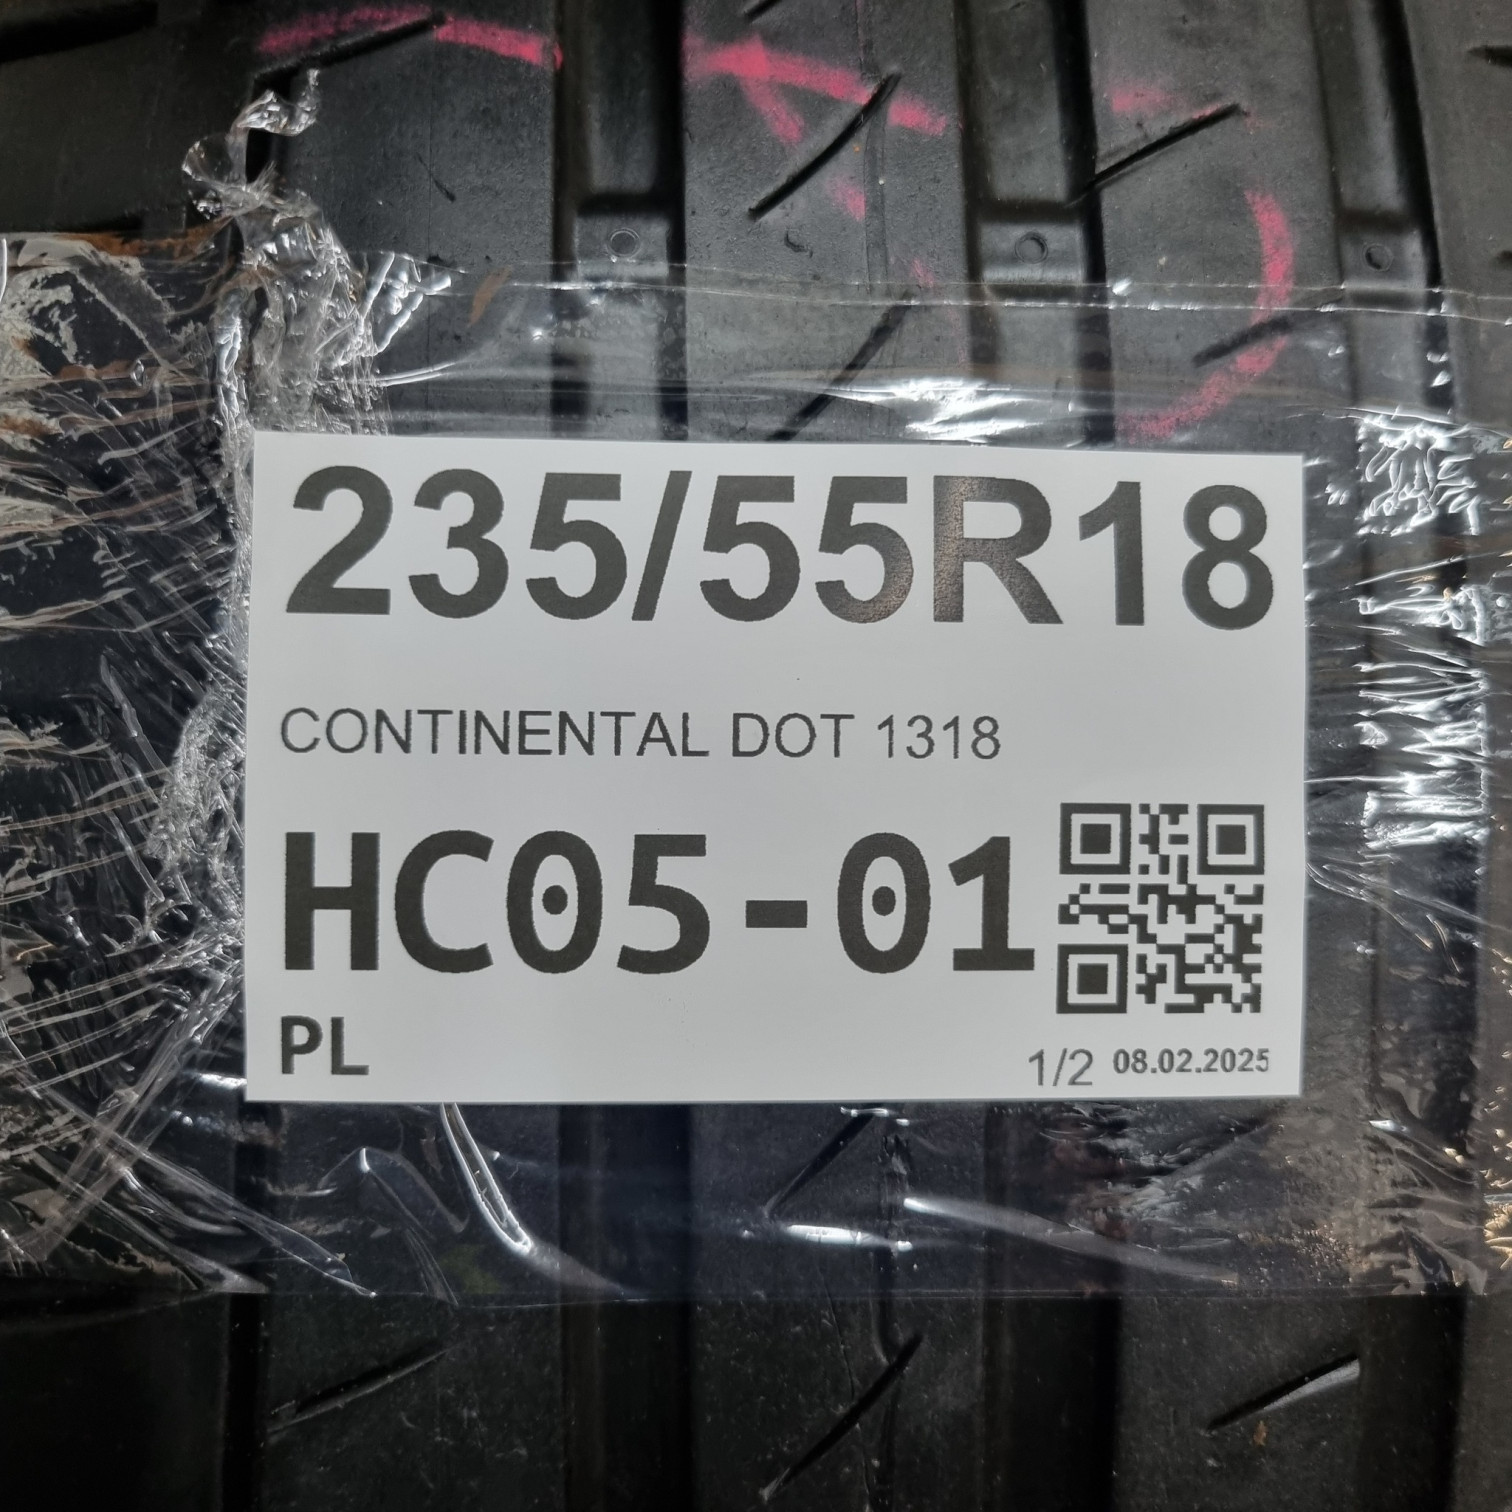 235/55R18
CONTINENTAL DOT 1318
HC05-01
PL
1/2 08.02.2025